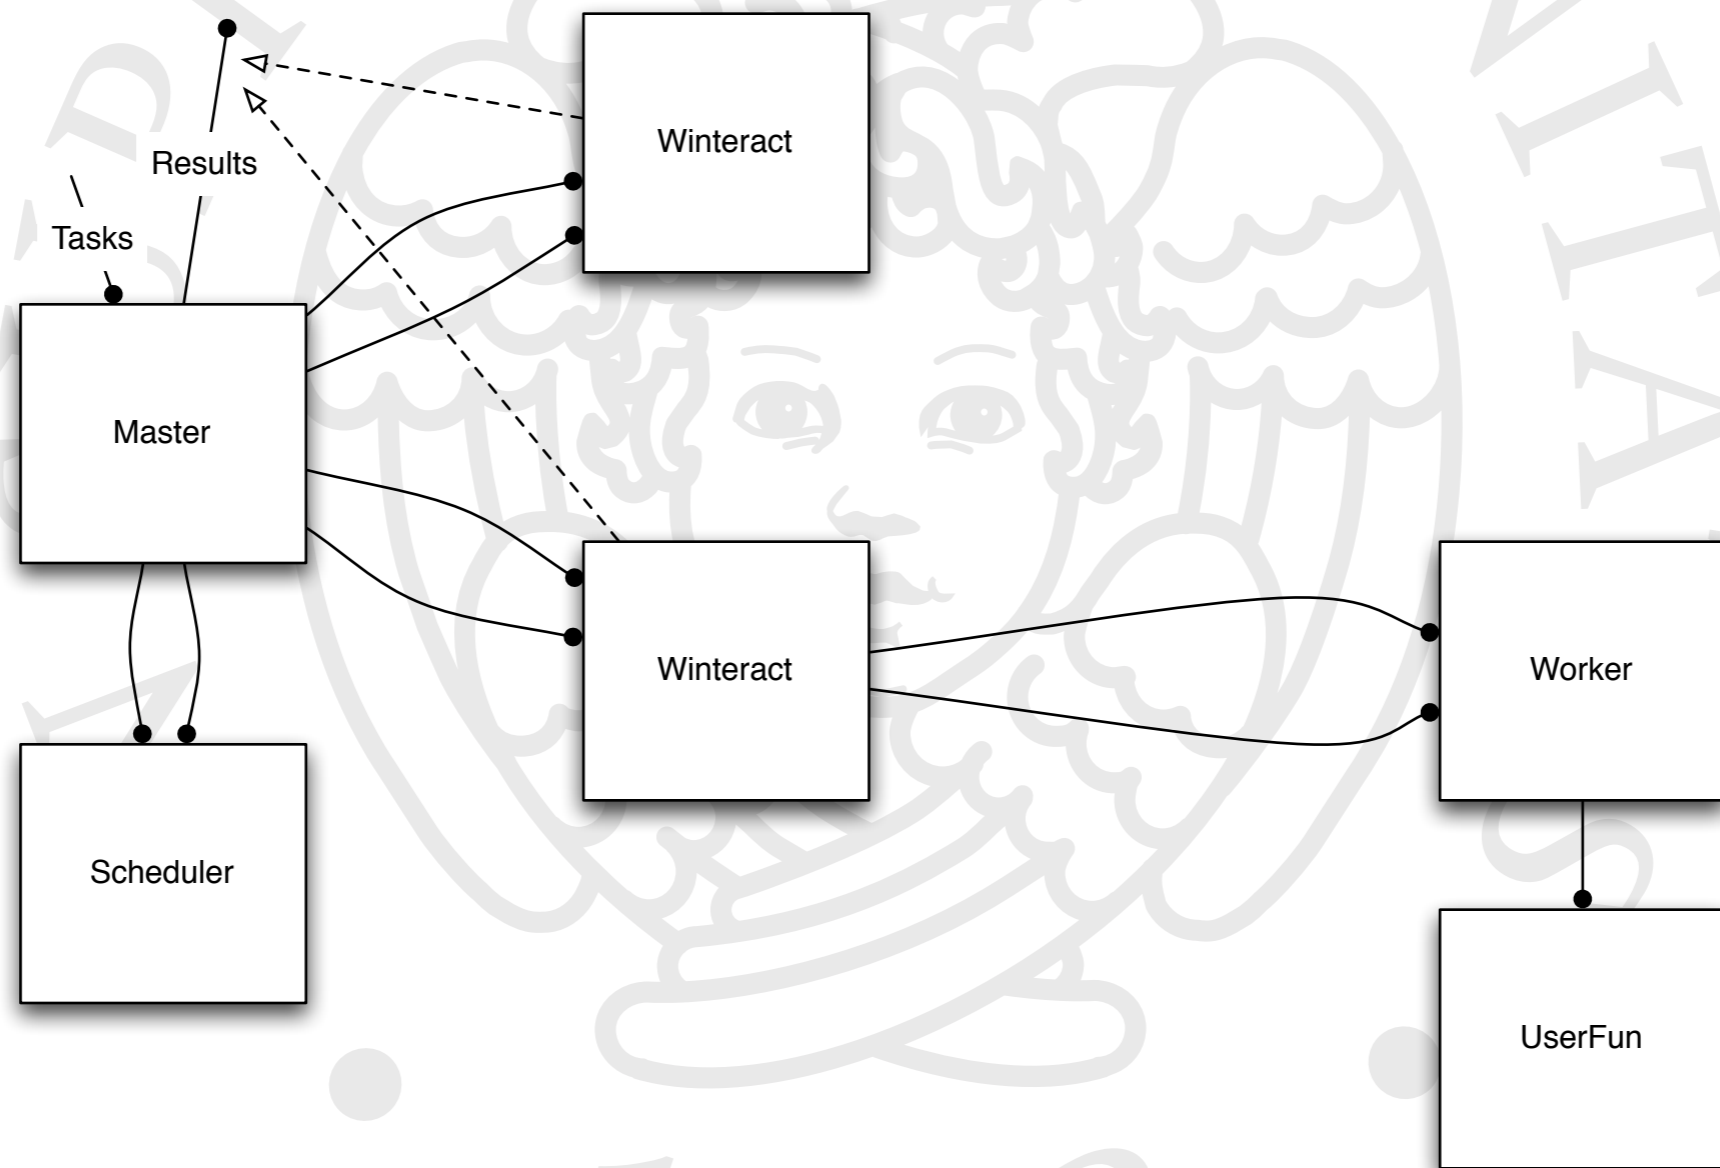 Winteract
Results
Tasks
Master
Winteract
Worker
Scheduler
UserFun